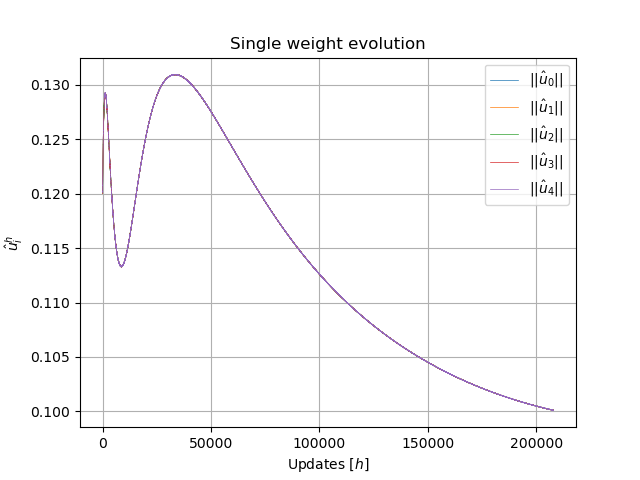 Single weight evolution
0.130
0.125
0.120
0.115
0.110
0.105
0.100
û_i^h
||û_0||
||û_1||
||û_2||
||û_3||
||û_4||
0 50000 100000 150000 200000
Updates [h]